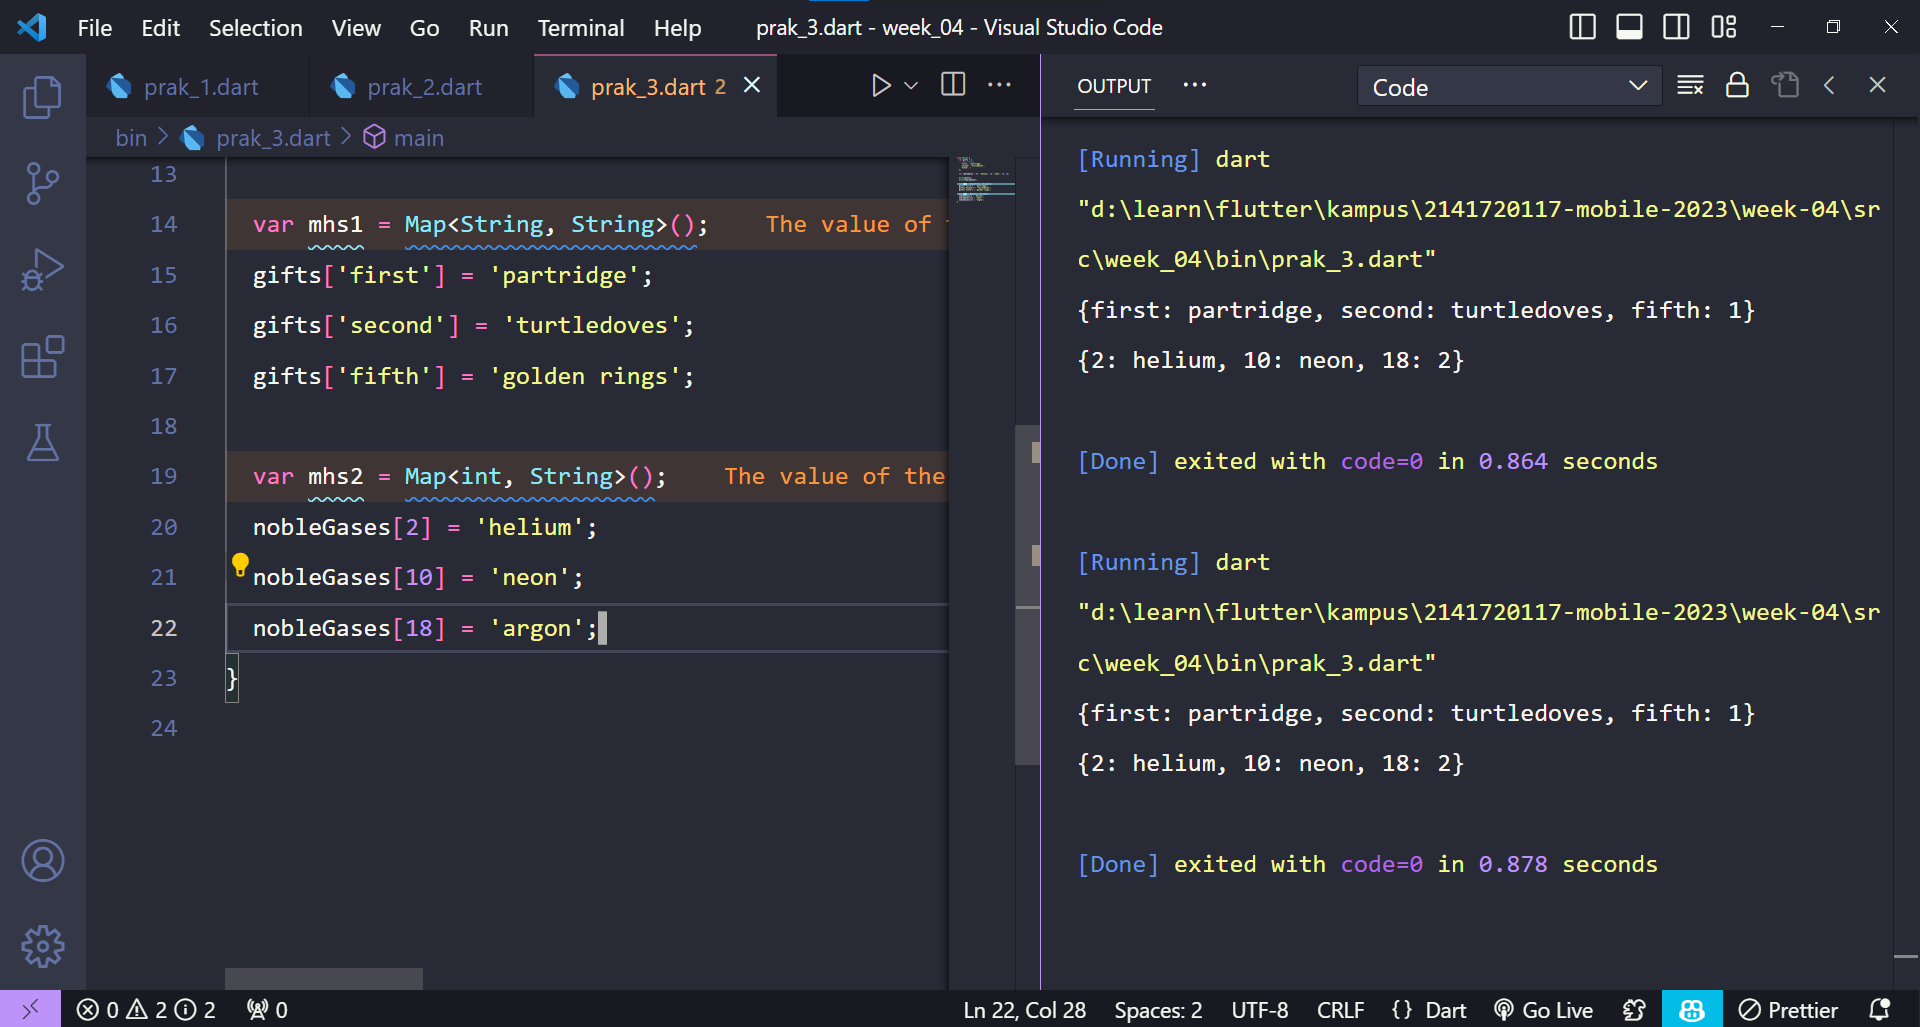 File Edit Selection View Go Run Terminal Help prak_3.dart - week_04 - Visual Studio Code
prak_1.dart prak_2.dart prak_3.dart 2
bin > prak_3.dart > main
13
14 var mhs1 = Map<String, String>(); The value of
15 gifts['first'] = 'partridge';
16 gifts['second'] = 'turtledoves';
17 gifts['fifth'] = 'golden rings';
18
19 var mhs2 = Map<int, String>(); The value of the
20 nobleGases[2] = 'helium';
21 nobleGases[10] = 'neon';
22 nobleGases[18] = 'argon';
23 }
24
OUTPUT ··· Code
[Running] dart
"d:\learn\flutter\kampus\2141720117-mobile-2023\week-04\sr
c\week_04\bin\prak_3.dart"
{first: partridge, second: turtledoves, fifth: 1}
{2: helium, 10: neon, 18: 2}
[Done] exited with code=0 in 0.864 seconds
[Running] dart
"d:\learn\flutter\kampus\2141720117-mobile-2023\week-04\sr
c\week_04\bin\prak_3.dart"
{first: partridge, second: turtledoves, fifth: 1}
{2: helium, 10: neon, 18: 2}
[Done] exited with code=0 in 0.878 seconds
0 2 2 0 Ln 22, Col 28 Spaces: 2 UTF-8 CRLF {} Dart Go Live Prettier